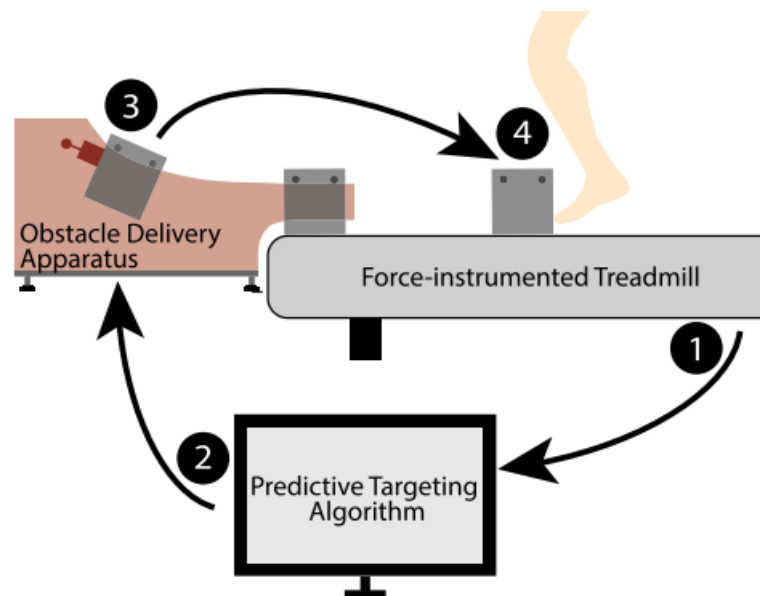 3
4
Obstacle Delivery
Apparatus
Force-instrumented Treadmill
1
2
Predictive Targeting
Algorithm